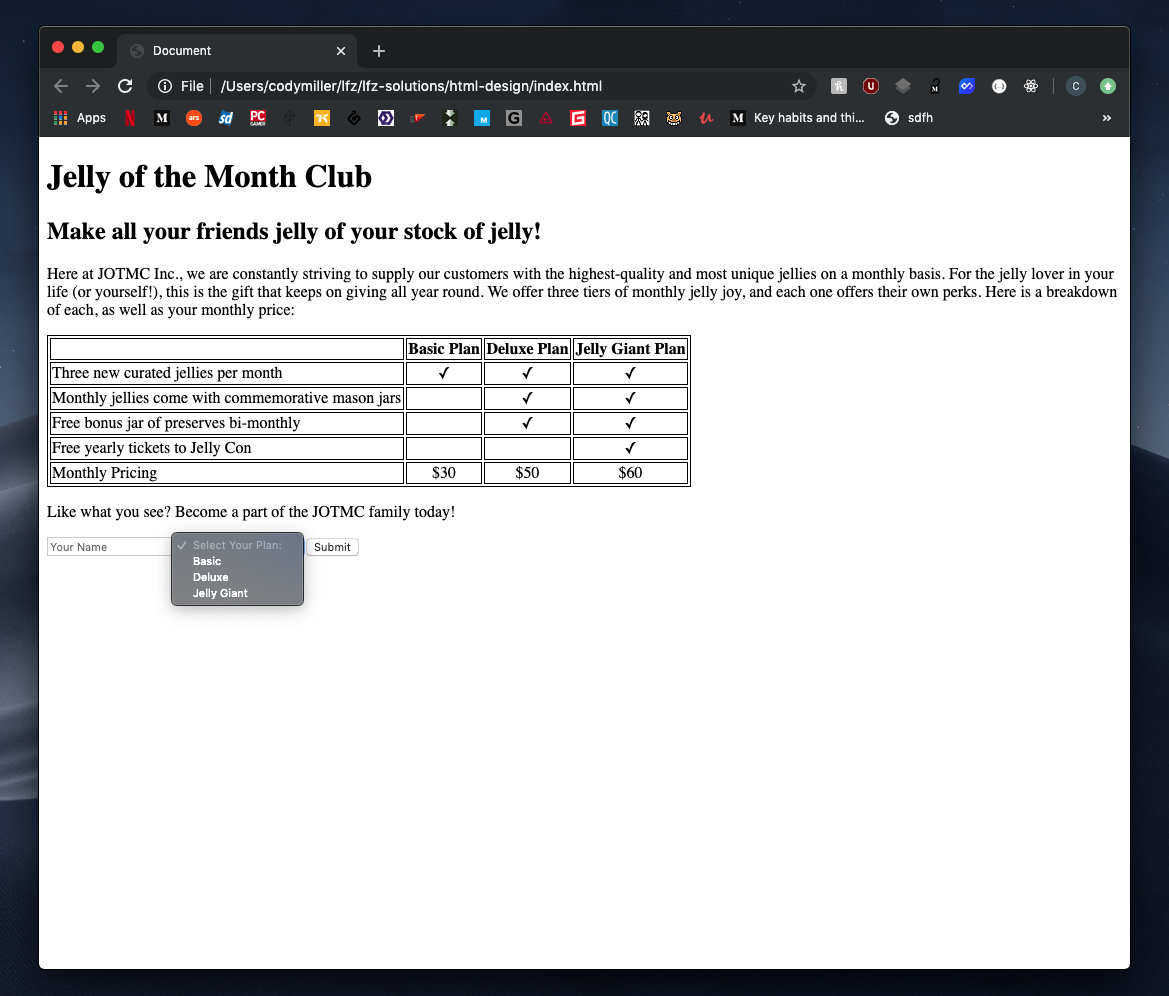 Document
File /Users/codymiller/lfz/lfz-solutions/html-design/index.html
U M C
Apps N M ars sd PC GAMER TK M G G QC M Key habits and thi... sdfh »
Jelly of the Month Club
Make all your friends jelly of your stock of jelly!
Here at JOTMC Inc., we are constantly striving to supply our customers with the highest-quality and most unique jellies on a monthly basis. For the jelly lover in your
life (or yourself!), this is the gift that keeps on giving all year round. We offer three tiers of monthly jelly joy, and each one offers their own perks. Here is a breakdown
of each, as well as your monthly price:
Basic Plan Deluxe Plan Jelly Giant Plan
Three new curated jellies per month ✓ ✓ ✓
Monthly jellies come with commemorative mason jars ✓ ✓
Free bonus jar of preserves bi-monthly ✓ ✓
Free yearly tickets to Jelly Con ✓
Monthly Pricing $30 $50 $60
Like what you see? Become a part of the JOTMC family today!
Your Name ✓ Select Your Plan: Submit
Basic
Deluxe
Jelly Giant